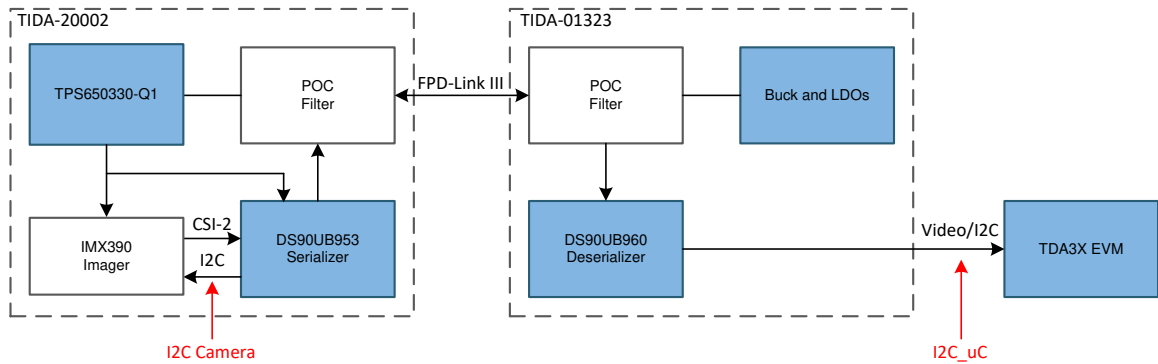 TIDA-20002
TIDA-01323
TPS650330-Q1
POC
Filter
FPD-Link III
POC
Filter
Buck and LDOs
IMX390
Imager
CSI-2
I2C
DS90UB953
Serializer
DS90UB960
Deserializer
Video/I2C
TDA3X EVM
I2C Camera
I2C_uC